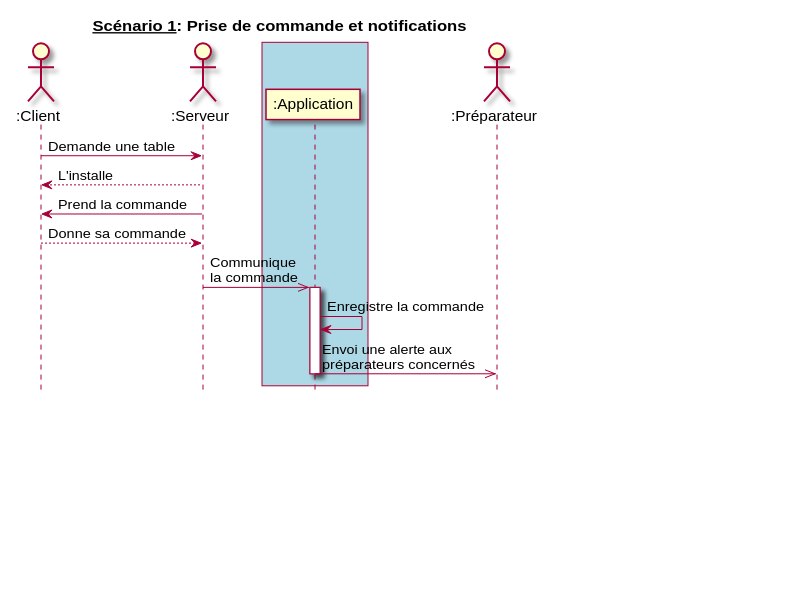 Scénario 1: Prise de commande et notifications
:Client
:Serveur
:Application
:Préparateur
Demande une table
L'installe
Prend la commande
Donne sa commande
Communique
la commande
Enregistre la commande
Envoi une alerte aux
préparateurs concernés